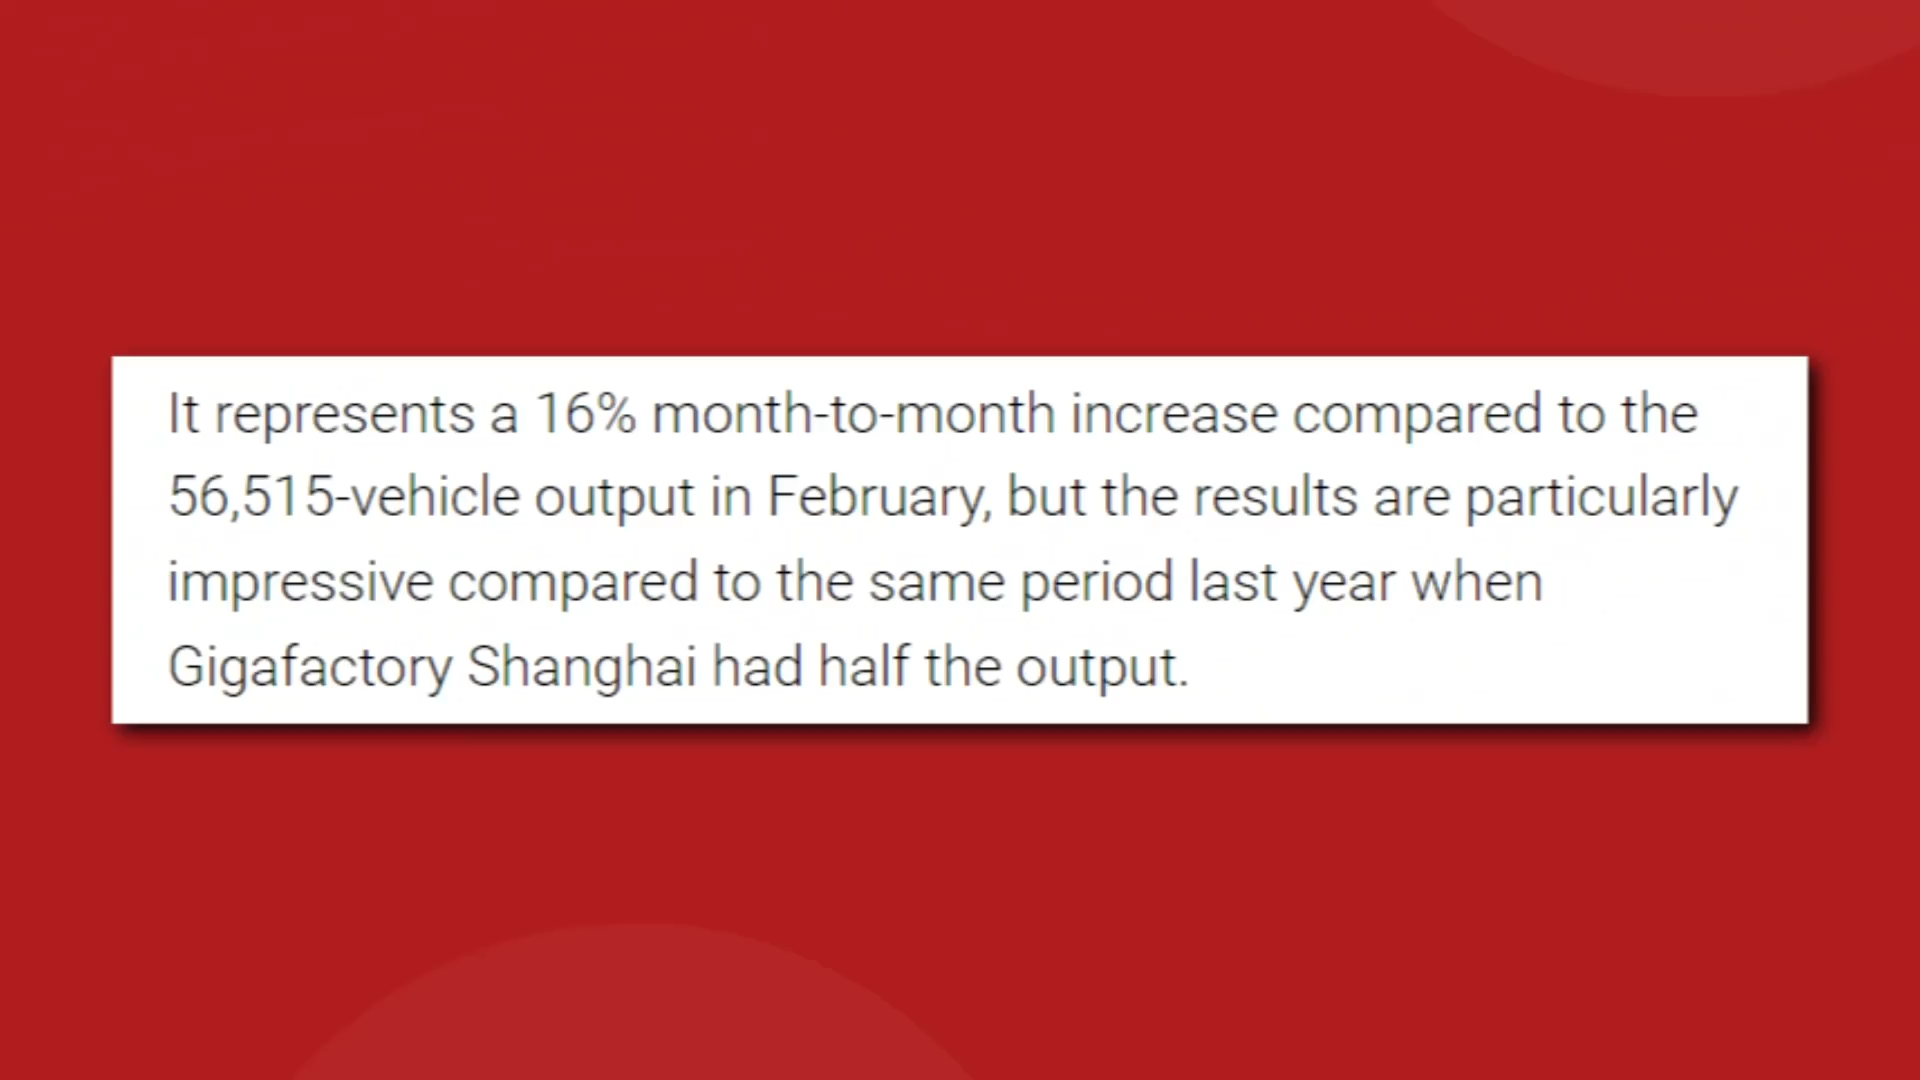 It represents a 16% month-to-month increase compared to the
56,515-vehicle output in February, but the results are particularly
impressive compared to the same period last year when
Gigafactory Shanghai had half the output.